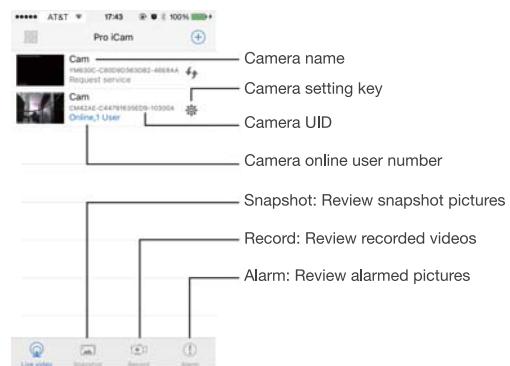 AT&T 17:43 100%
Pro iCam
Cam
Camera name
Request service
Camera setting key
Cam
Camera UID
Online,1 User
Camera online user number
Snapshot: Review snapshot pictures
Record: Review recorded videos
Alarm: Review alarmed pictures
Live video Snapshot Record Alarm